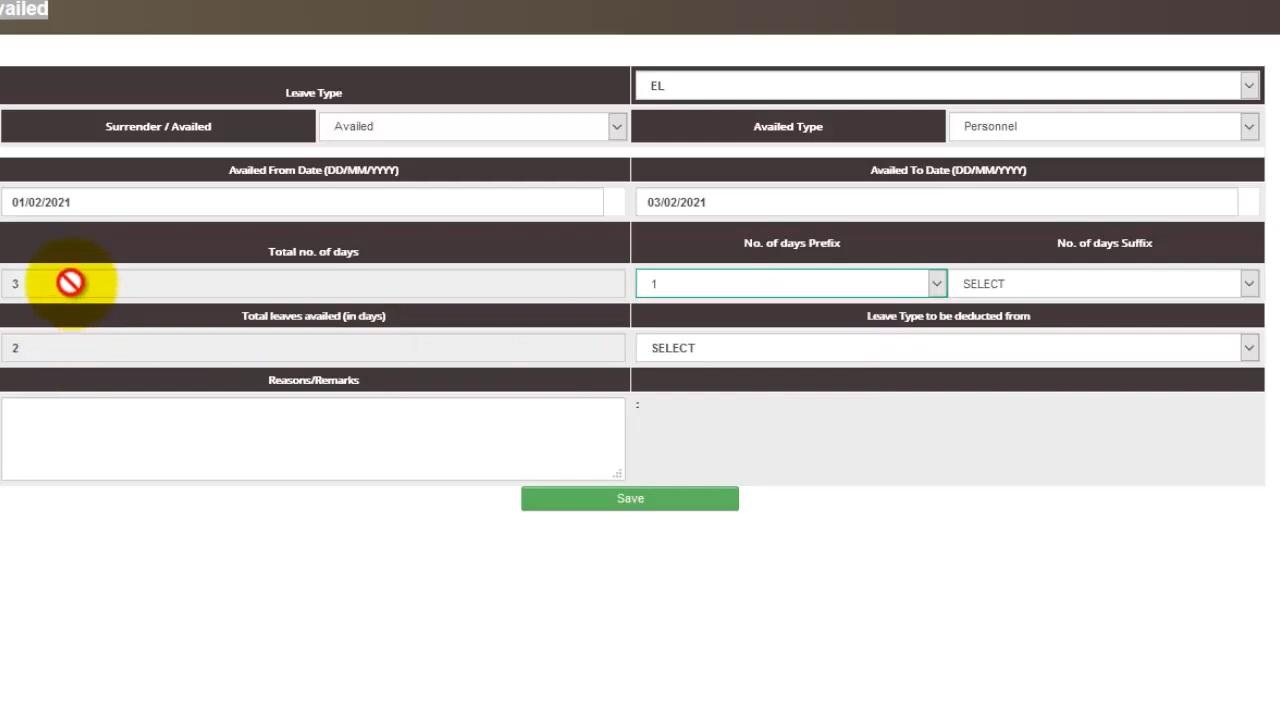 vailed
Leave Type
EL
Surrender / Availed
Availed
Availed Type
Personnel
Availed From Date (DD/MM/YYYY)
Availed To Date (DD/MM/YYYY)
01/02/2021
03/02/2021
Total no. of days
No. of days Prefix
No. of days Suffix
3
1
SELECT
Total leaves availed (in days)
Leave Type to be deducted from
2
SELECT
Reasons/Remarks
:
Save